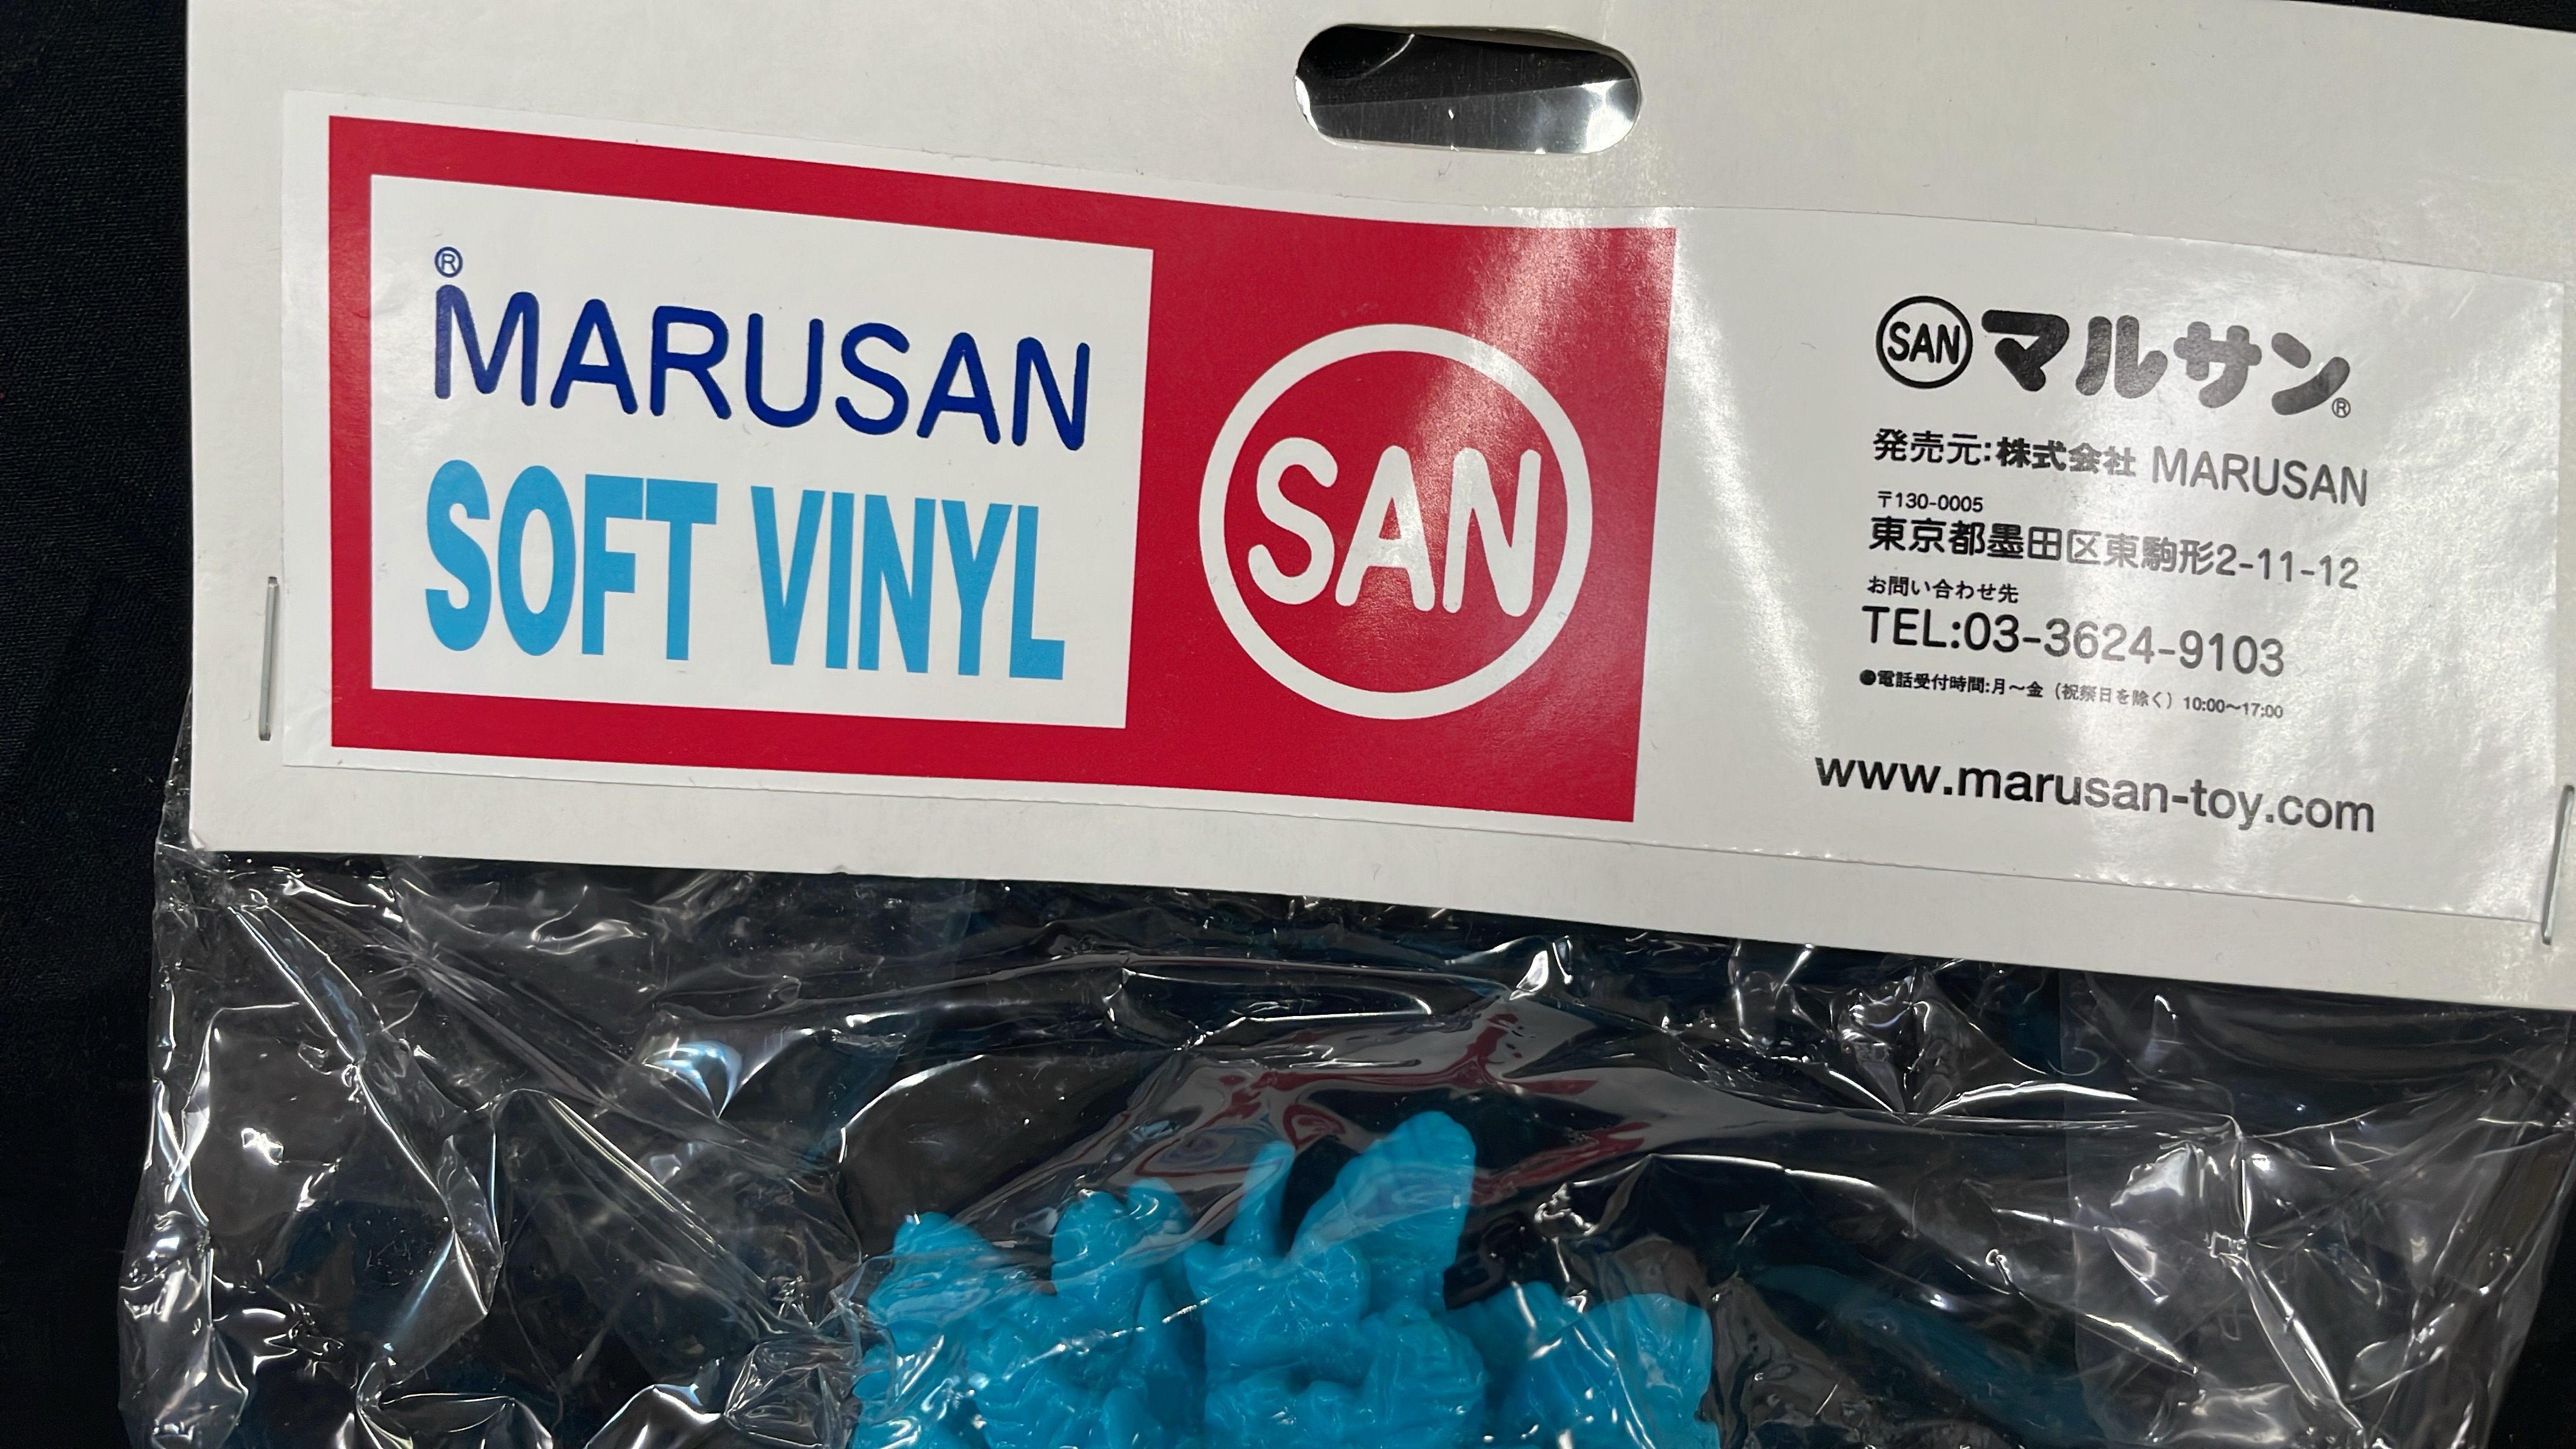 ®
MARUSAN
SOFT VINYL
SAN
SAN マルサン®
発売元:株式会社 MARUSAN
〒130-0005
東京都墨田区東駒形2-11-12
お問い合わせ先
TEL:03-3624-9103
●電話受付時間:月〜金（祝祭日を除く）10:00〜17:00
www.marusan-toy.com